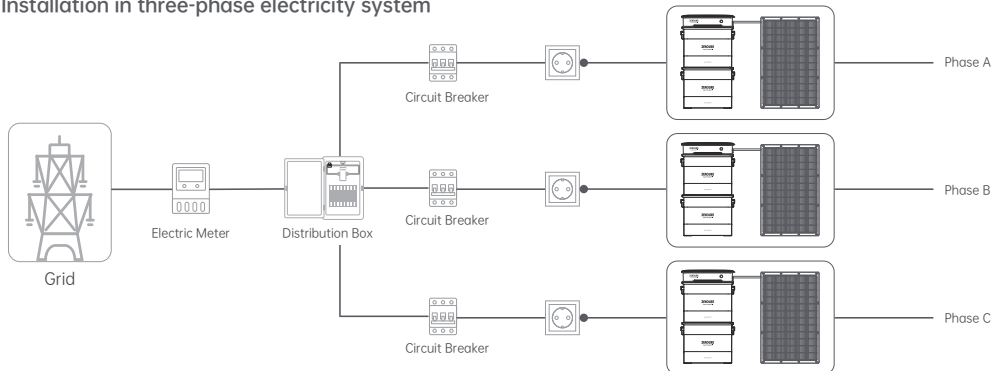 Installation in three-phase electricity system
Circuit Breaker
Phase A
Grid
Electric Meter
Distribution Box
Circuit Breaker
Phase B
Circuit Breaker
Phase C